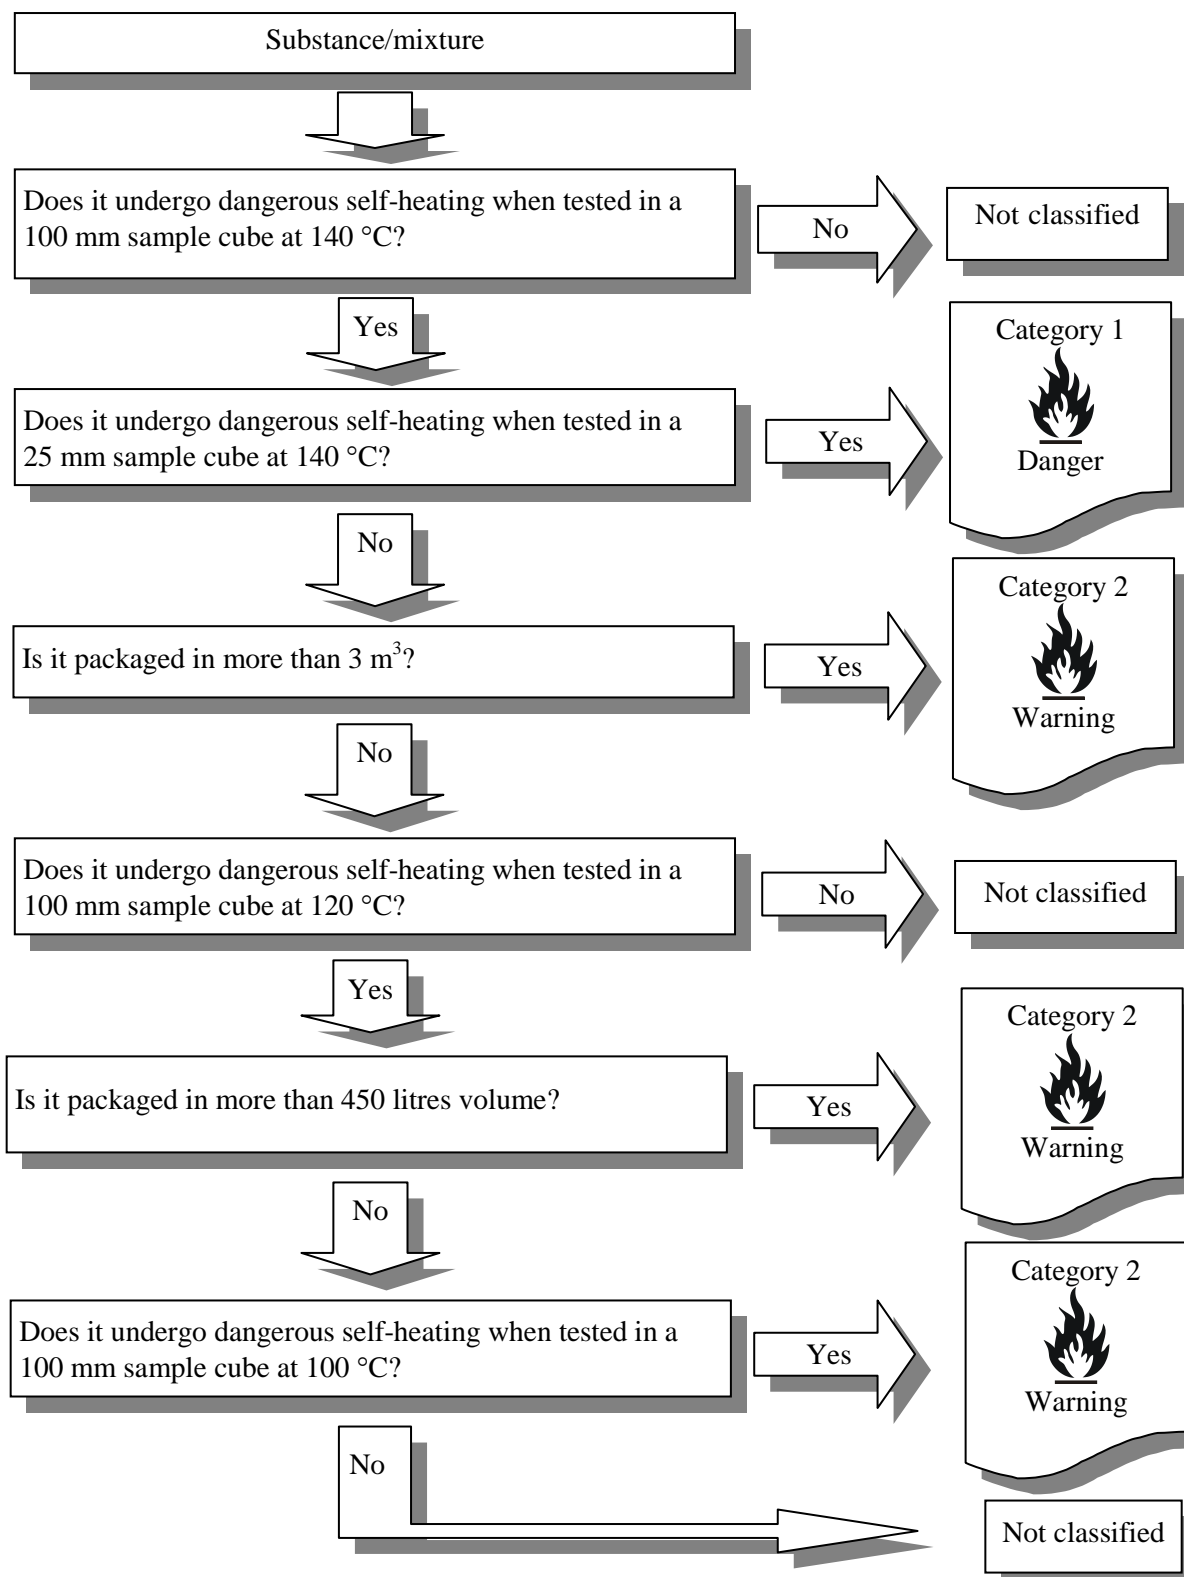 Substance/mixture
Does it undergo dangerous self-heating when tested in a
100 mm sample cube at 140 °C?
No
Not classified
Yes
Category 1
Danger
Does it undergo dangerous self-heating when tested in a
25 mm sample cube at 140 °C?
Yes
No
Category 2
Warning
Is it packaged in more than 3 m³?
Yes
No
Does it undergo dangerous self-heating when tested in a
100 mm sample cube at 120 °C?
No
Not classified
Yes
Category 2
Warning
Is it packaged in more than 450 litres volume?
Yes
No
Category 2
Warning
Does it undergo dangerous self-heating when tested in a
100 mm sample cube at 100 °C?
Yes
No
Not classified